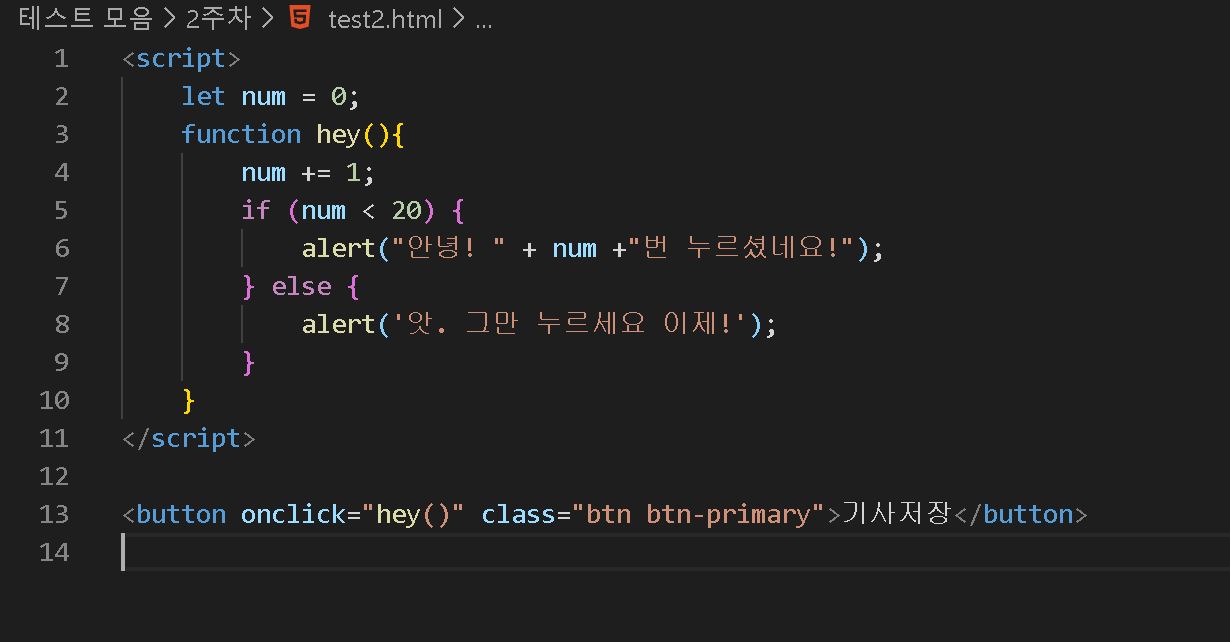 테스트 모음 > 2주차 > test2.html > ...
1 <script>
2 let num = 0;
3 function hey(){
4 num += 1;
5 if (num < 20) {
6 alert("안녕! " + num +"번 누르셨네요!");
7 } else {
8 alert('앗. 그만 누르세요 이제!');
9 }
10 }
11 </script>
12
13 <button onclick="hey()" class="btn btn-primary">기사저장</button>
14